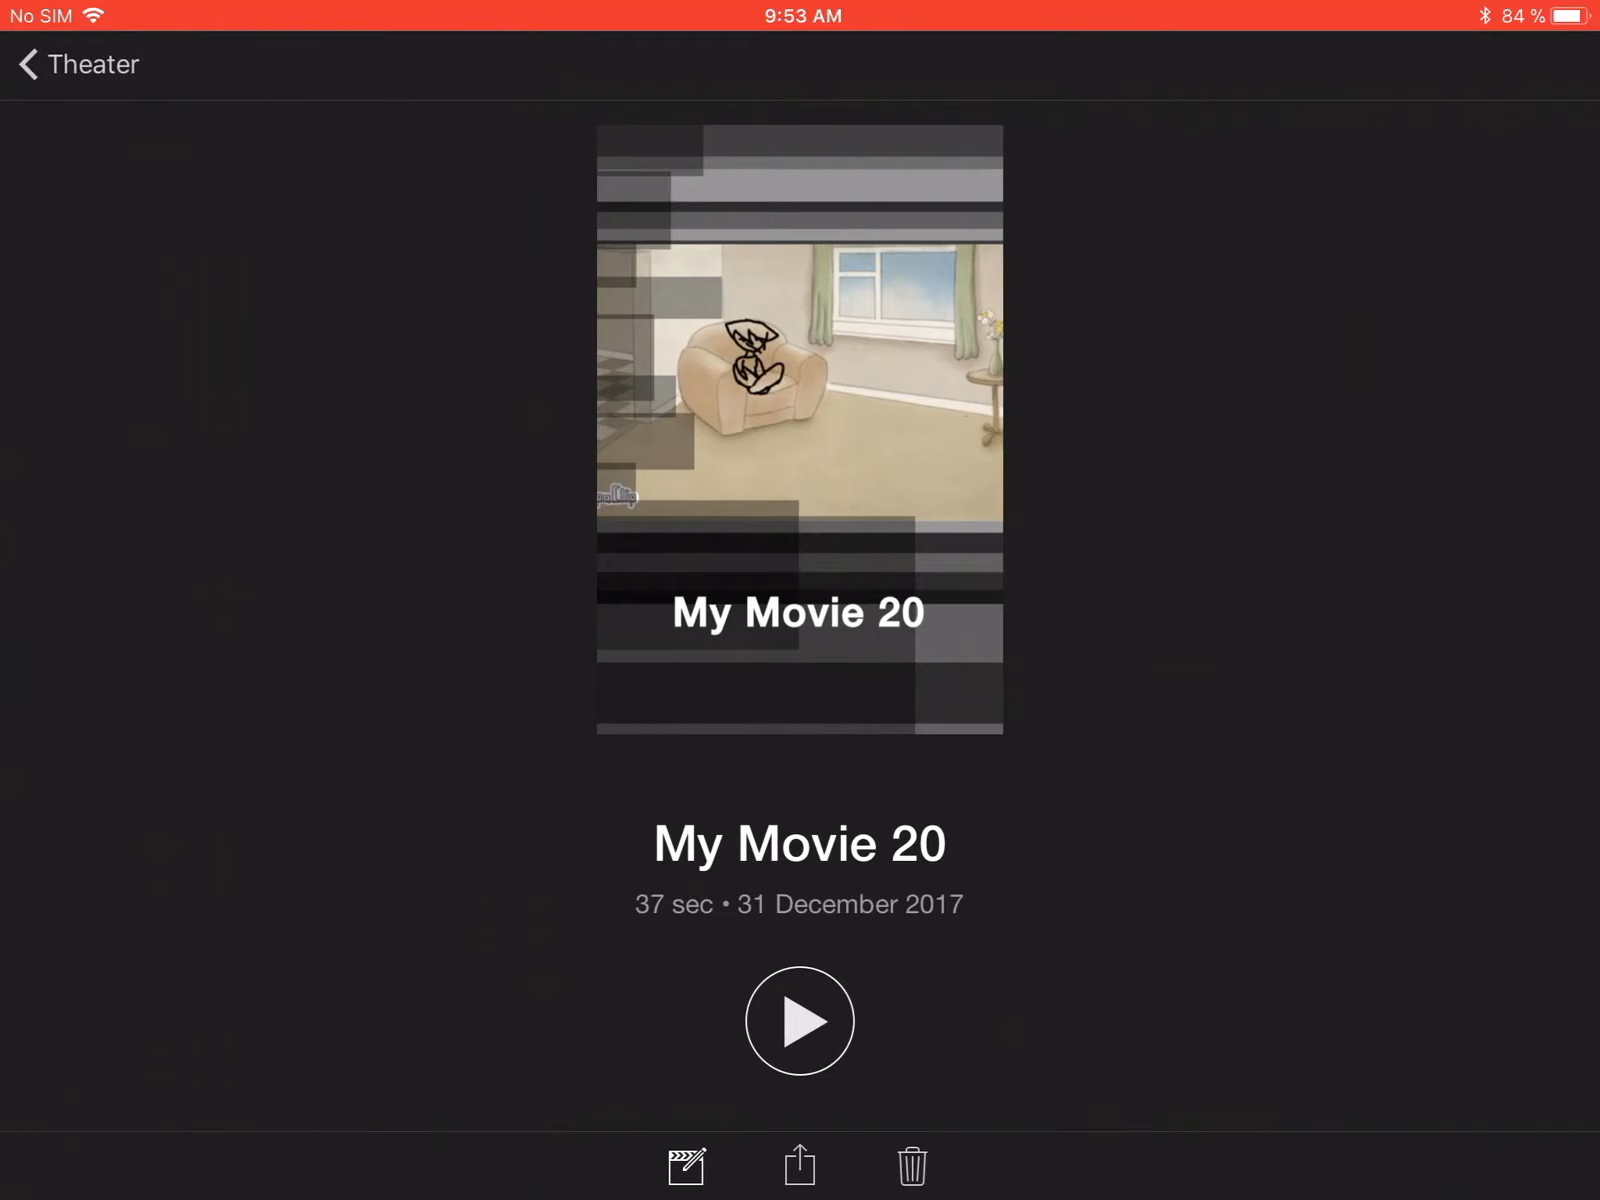 No SIM 9:53 AM 84 %
Theater
My Movie 20
My Movie 20
37 sec • 31 December 2017